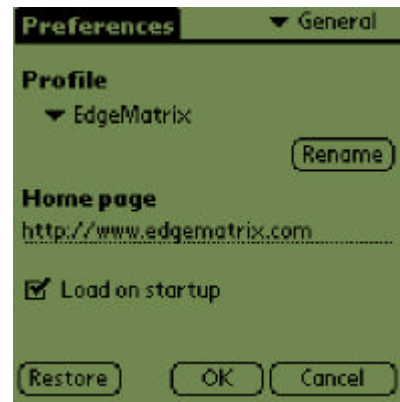 Preferences ▼ General
Profile
▼ EdgeMatrix
Rename
Home page
http://www.edgematrix.com
Load on startup
Restore OK Cancel